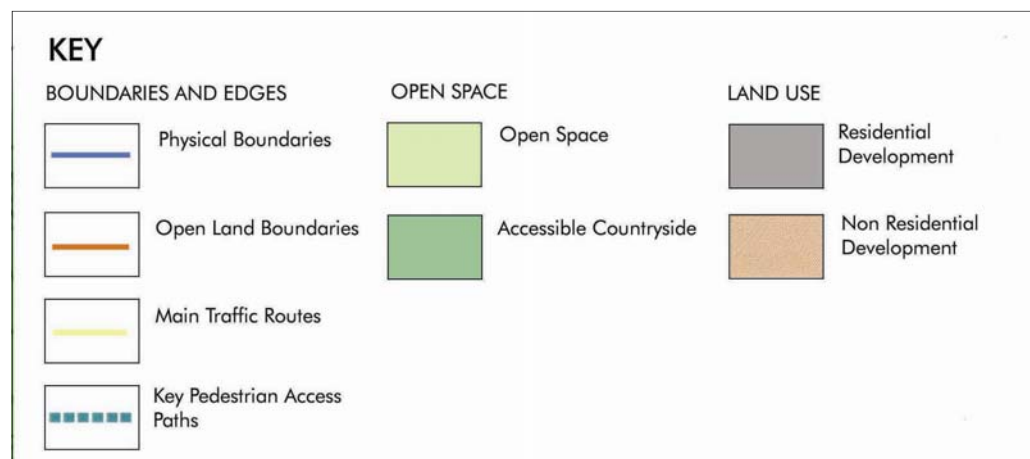 KEY
BOUNDARIES AND EDGES
Physical Boundaries
Open Land Boundaries
Main Traffic Routes
Key Pedestrian Access
Paths
OPEN SPACE
Open Space
Accessible Countryside
LAND USE
Residential
Development
Non Residential
Development